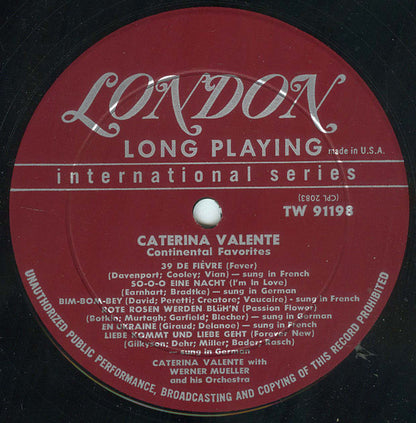 LONDON
LONG PLAYING made in U.S.A.
international series
(CPL 2083)
TW 91198
CATERINA VALENTE
Continental Favorites
39 DE FIÈVRE (Fever)
(Davenport; Cooley; Vian) — sung in French
SO-O-O EINE NACHT (I'm in Love)
(Earnhart; Bradtke) — sung in German
BIM-BOM-BEY (David; Peretti; Creatore; Vaucaire) - sung in French
ROTE ROSEN WERDEN BLüH'N (Passion Flower)
(Botkin; Murtagh; Garfield; Blecher) — sung in German
EN UKRAINE (Giraud; Delanoe) — sung in French
LIEBE KOMMT UND LIEBE GEHT (Forever New)
(Gilkyson; Dehr; Miller; Bader; Rasch)
— sung in German
CATERINA VALENTE with
WERNER MUELLER
and his Orchestra
UNAUTHORIZED PUBLIC PERFORMANCE, BROADCASTING AND COPYING OF THIS RECORD PROHIBITED